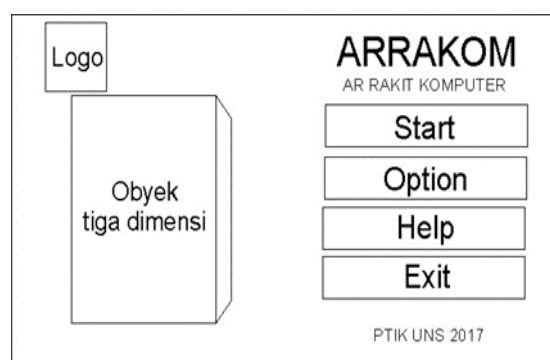 Logo
Obyek
tiga dimensi
ARRAKOM
AR RAKIT KOMPUTER
Start
Option
Help
Exit
PTIK UNS 2017